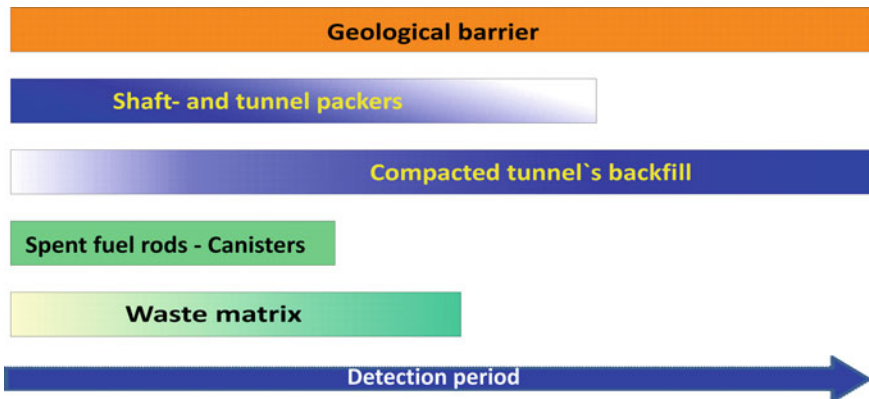 Geological barrier
Shaft- and tunnel packers
Compacted tunnel`s backfill
Spent fuel rods - Canisters
Waste matrix
Detection period